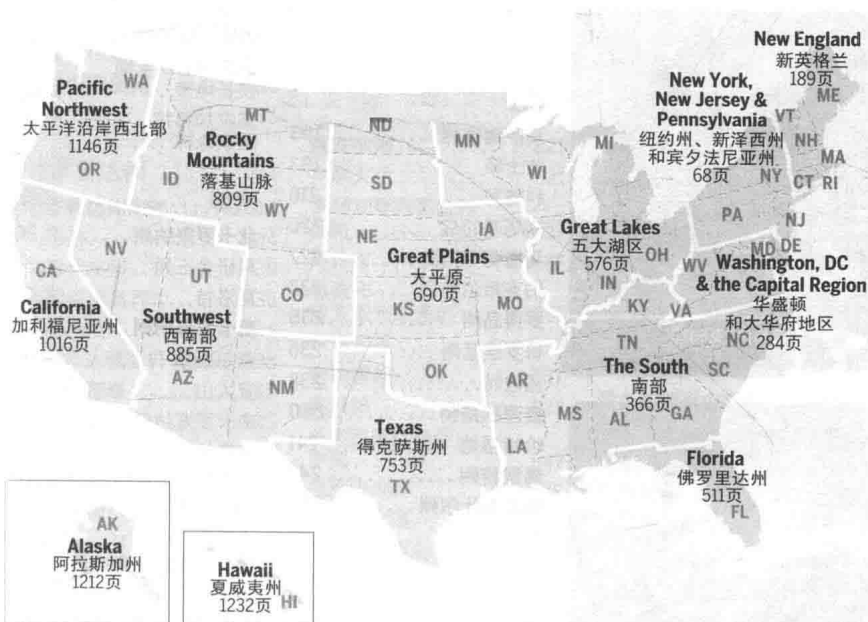 New England
新英格兰
189页
New York,
New Jersey &
Pennsylvania
纽约州、新泽西州
和宾夕法尼亚州
68页
Pacific
Northwest
太平洋沿岸西北部
1146页
Rocky
Mountains
落基山脉
809页
Great Lakes
五大湖区
576页
Great Plains
大平原
690页
Washington, DC
& the Capital Region
华盛顿
和大华府地区
284页
California
加利福尼亚州
1016页
Southwest
西南部
885页
The South
南部
366页
Texas
得克萨斯州
753页
Florida
佛罗里达州
511页
Alaska
阿拉斯加州
1212页
Hawaii
夏威夷州
1232页
WA
OR
ID
MT
WY
ND
SD
NE
KS
MN
IA
MO
OK
WI
MI
IL
IN
OH
NV
UT
CO
CA
AZ
NM
TX
AR
LA
MS
AL
GA
TN
KY
NC
SC
FL
VA
WV
MD
DE
PA
NJ
NY
CT
RI
MA
NH
VT
ME
AK
HI